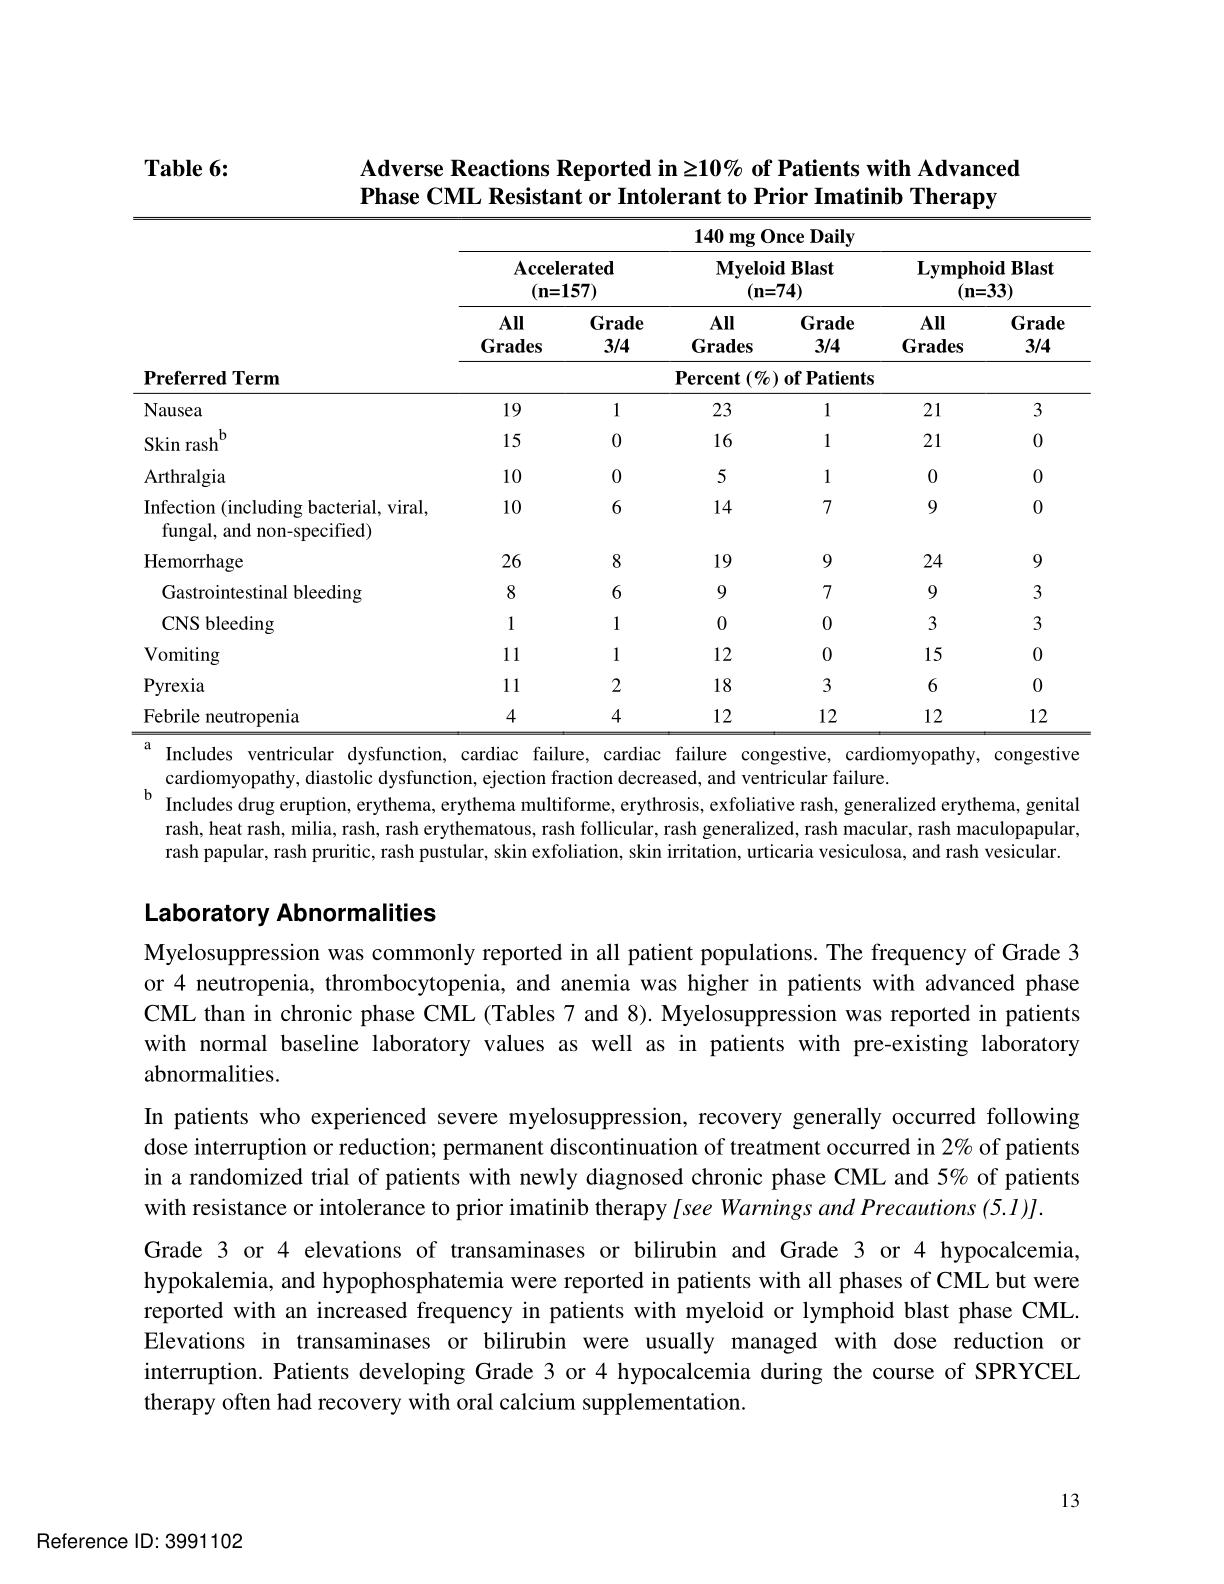 Table 6: Adverse Reactions Reported in ≥10% of Patients with Advanced
Phase CML Resistant or Intolerant to Prior Imatinib Therapy
140 mg Once Daily
Accelerated Myeloid Blast Lymphoid Blast
(n=157) (n=74) (n=33)
All Grade All Grade All Grade
Grades 3/4 Grades 3/4 Grades 3/4
Preferred Term Percent (%) of Patients
Nausea 19 1 23 1 21 3
Skin rashb 15 0 16 1 21 0
Arthralgia 10 0 5 1 0 0
Infection (including bacterial, viral, 10 6 14 7 9 0
fungal, and non-specified)
Hemorrhage 26 8 19 9 24 9
Gastrointestinal bleeding 8 6 9 7 9 3
CNS bleeding 1 1 0 0 3 3
Vomiting 11 1 12 0 15 0
Pyrexia 11 2 18 3 6 0
Febrile neutropenia 4 4 12 12 12 12
a Includes ventricular dysfunction, cardiac failure, cardiac failure congestive, cardiomyopathy, congestive
cardiomyopathy, diastolic dysfunction, ejection fraction decreased, and ventricular failure.
b Includes drug eruption, erythema, erythema multiforme, erythrosis, exfoliative rash, generalized erythema, genital
rash, heat rash, milia, rash, rash erythematous, rash follicular, rash generalized, rash macular, rash maculopapular,
rash papular, rash pruritic, rash pustular, skin exfoliation, skin irritation, urticaria vesiculosa, and rash vesicular.
Laboratory Abnormalities
Myelosuppression was commonly reported in all patient populations. The frequency of Grade 3
or 4 neutropenia, thrombocytopenia, and anemia was higher in patients with advanced phase
CML than in chronic phase CML (Tables 7 and 8). Myelosuppression was reported in patients
with normal baseline laboratory values as well as in patients with pre-existing laboratory
abnormalities.
In patients who experienced severe myelosuppression, recovery generally occurred following
dose interruption or reduction; permanent discontinuation of treatment occurred in 2% of patients
in a randomized trial of patients with newly diagnosed chronic phase CML and 5% of patients
with resistance or intolerance to prior imatinib therapy [see Warnings and Precautions (5.1)].
Grade 3 or 4 elevations of transaminases or bilirubin and Grade 3 or 4 hypocalcemia,
hypokalemia, and hypophosphatemia were reported in patients with all phases of CML but were
reported with an increased frequency in patients with myeloid or lymphoid blast phase CML.
Elevations in transaminases or bilirubin were usually managed with dose reduction or
interruption. Patients developing Grade 3 or 4 hypocalcemia during the course of SPRYCEL
therapy often had recovery with oral calcium supplementation.
13
Reference ID: 3991102